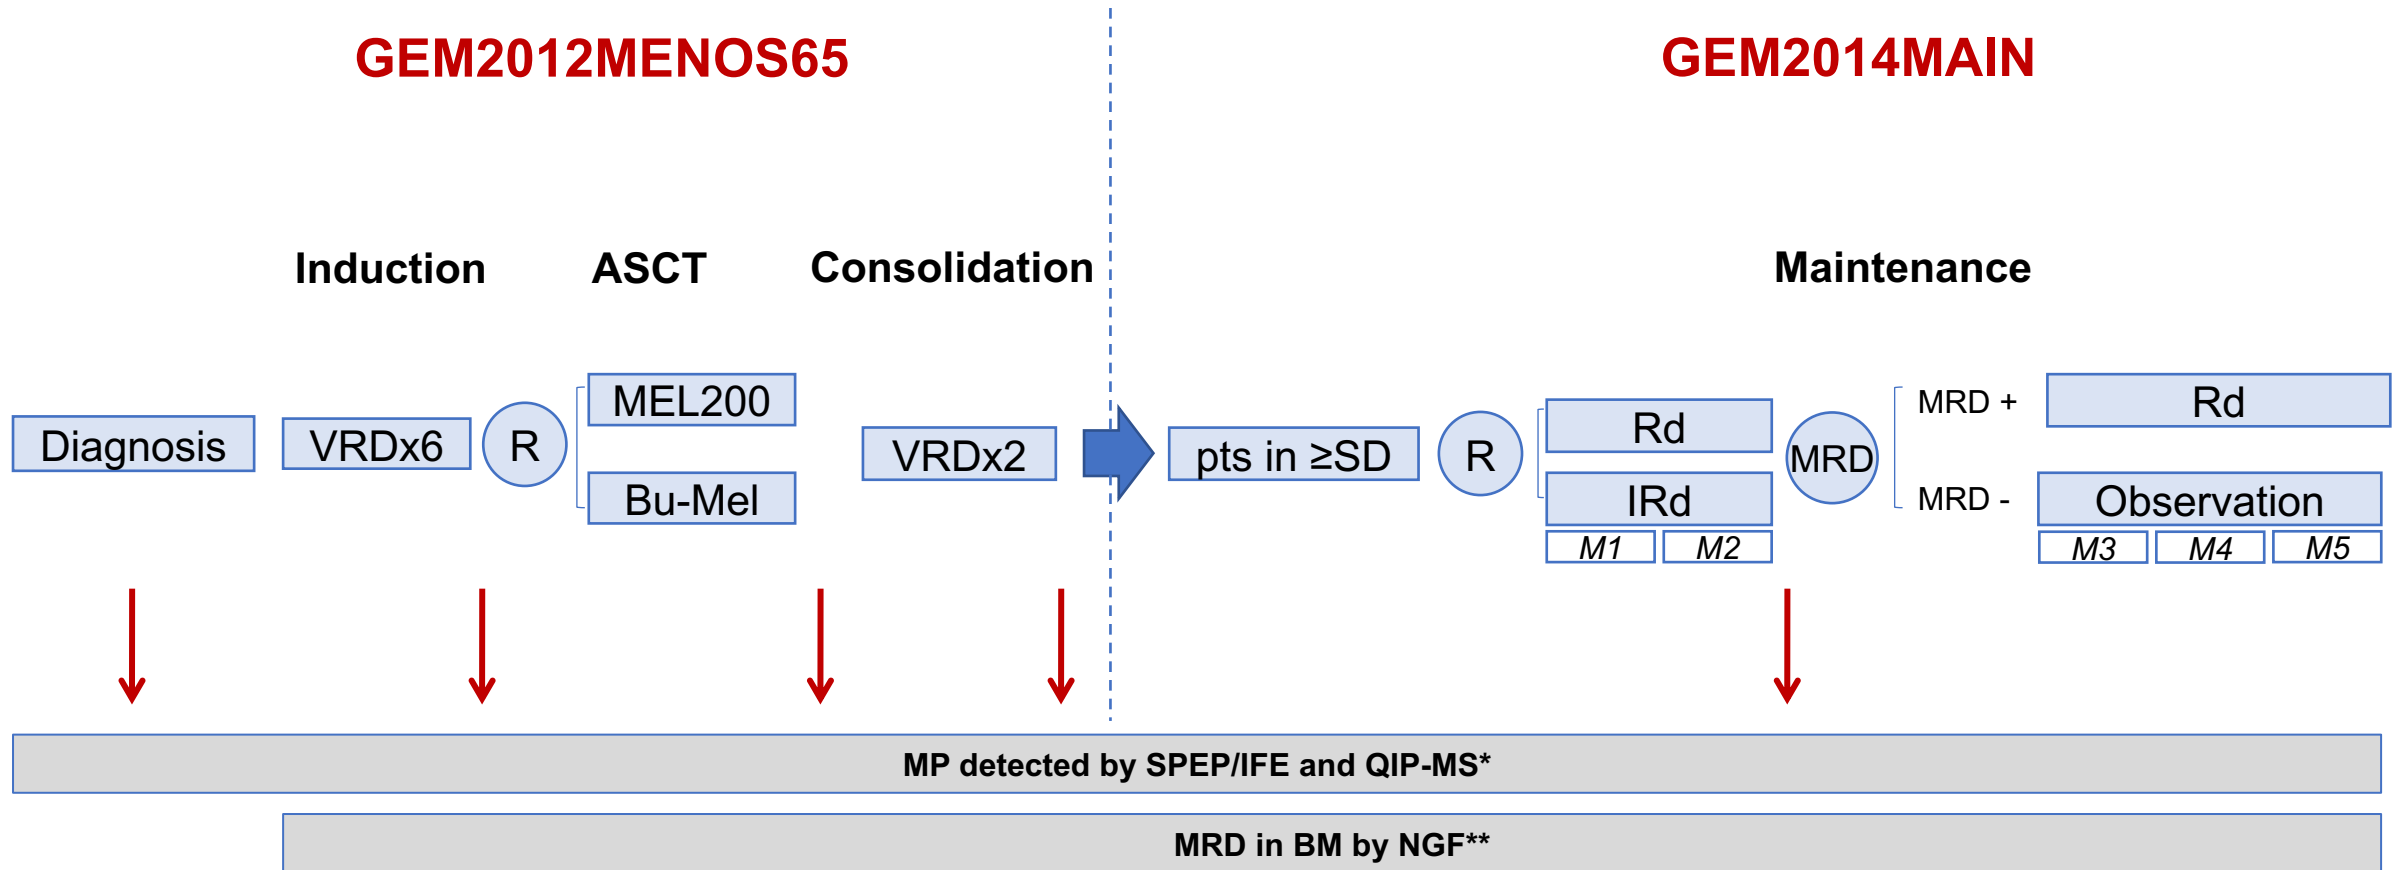 GEM2012MENOS65
GEM2014MAIN
Induction
ASCT
Consolidation
Maintenance
Diagnosis
VRDx6
R
MEL200
Bu-Mel
VRDx2
pts in ≥SD
R
Rd
IRd
M1
M2
MRD
MRD +
Rd
MRD -
Observation
M3
M4
M5
MP detected by SPEP/IFE and QIP-MS*
MRD in BM by NGF**